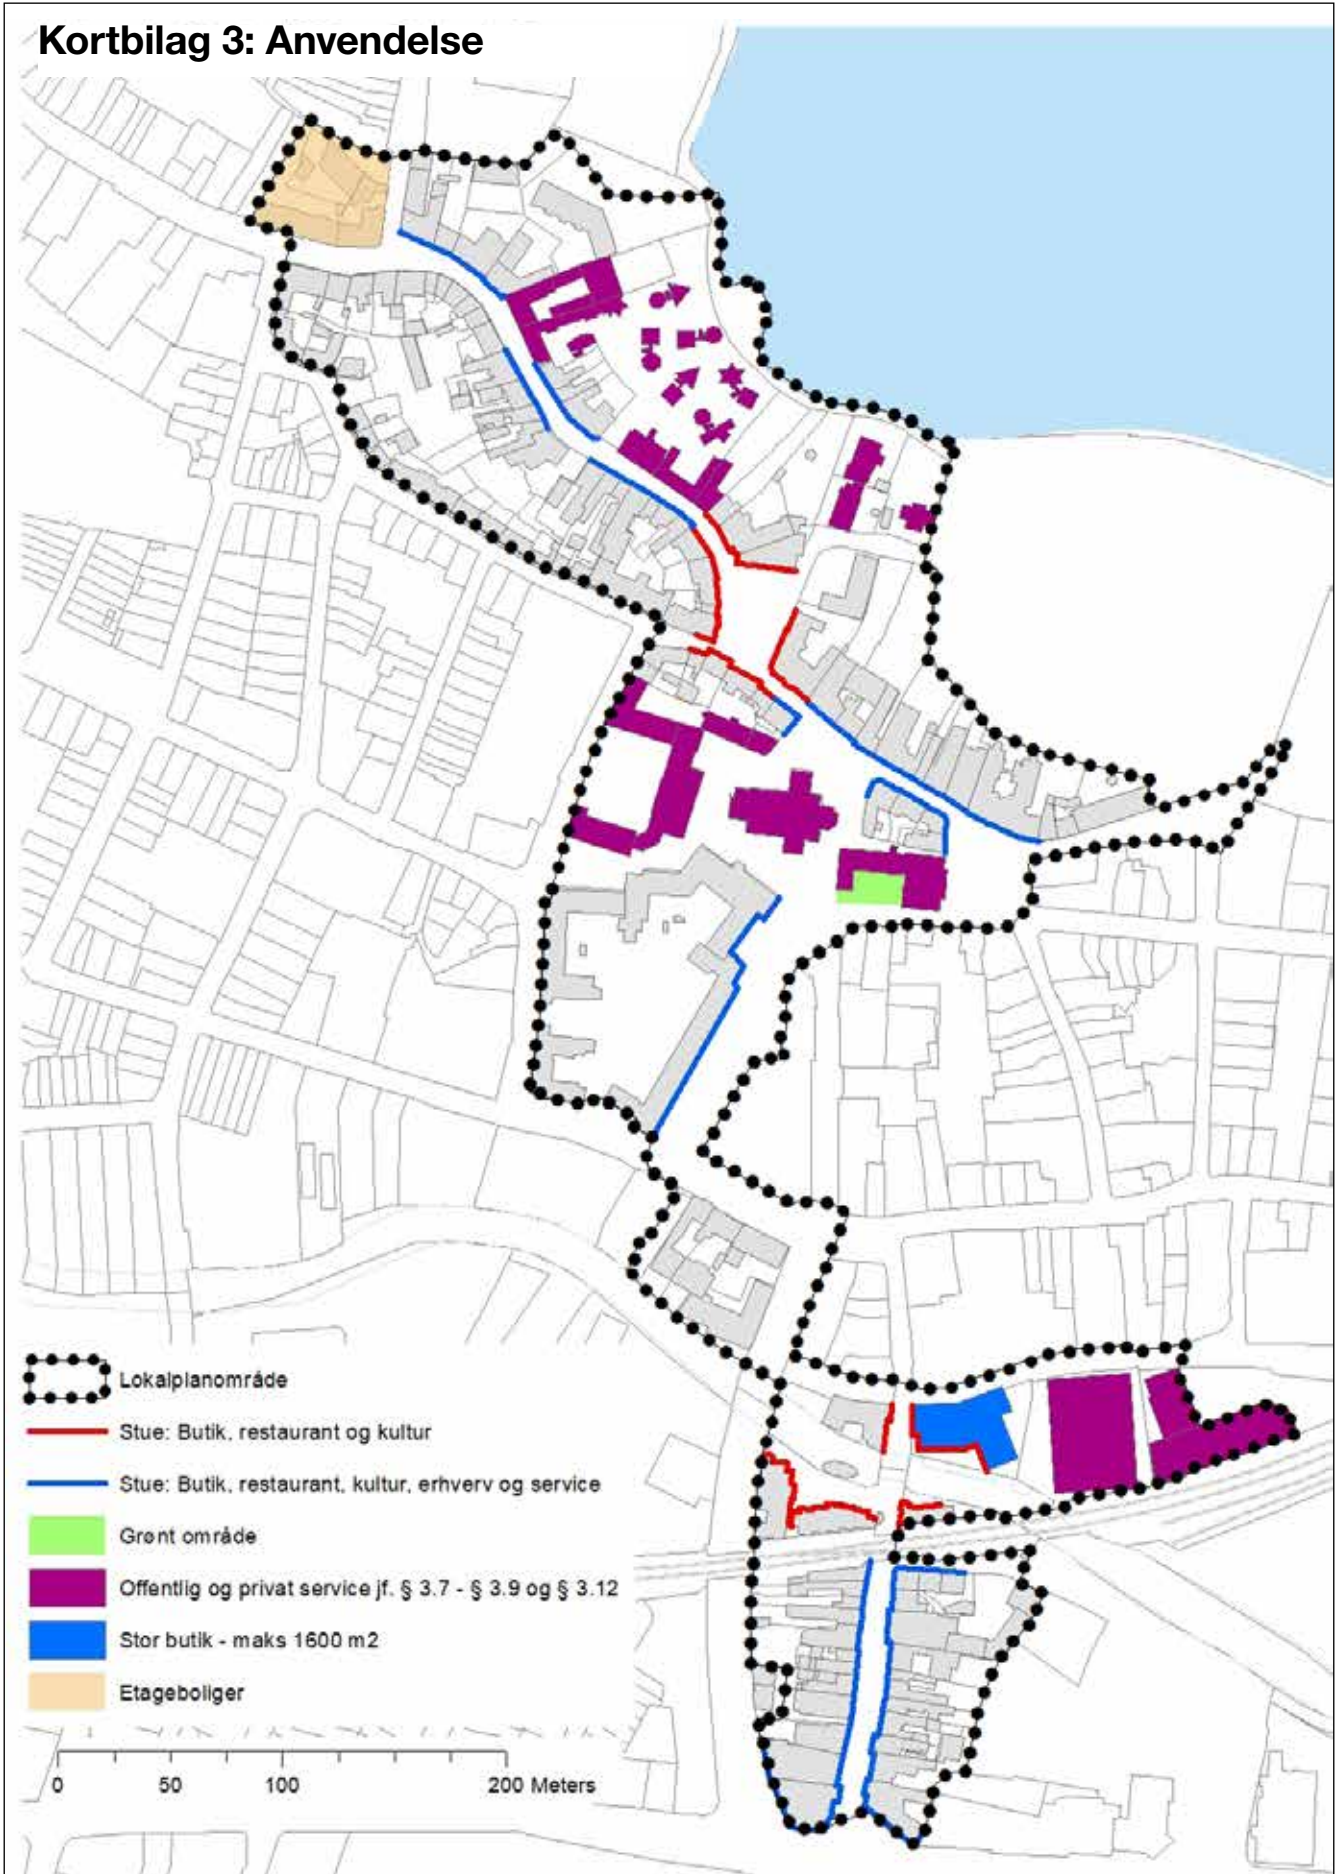 Kortbilag 3: Anvendelse
Lokalplanområde
Stue: Butik, restaurant og kultur
Stue: Butik, restaurant, kultur, erhverv og service
Grønt område
Offentlig og privat service jf. § 3.7 - § 3.9 og § 3.12
Stor butik - maks 1600 m2
Etageboliger
0 50 100 200 Meters